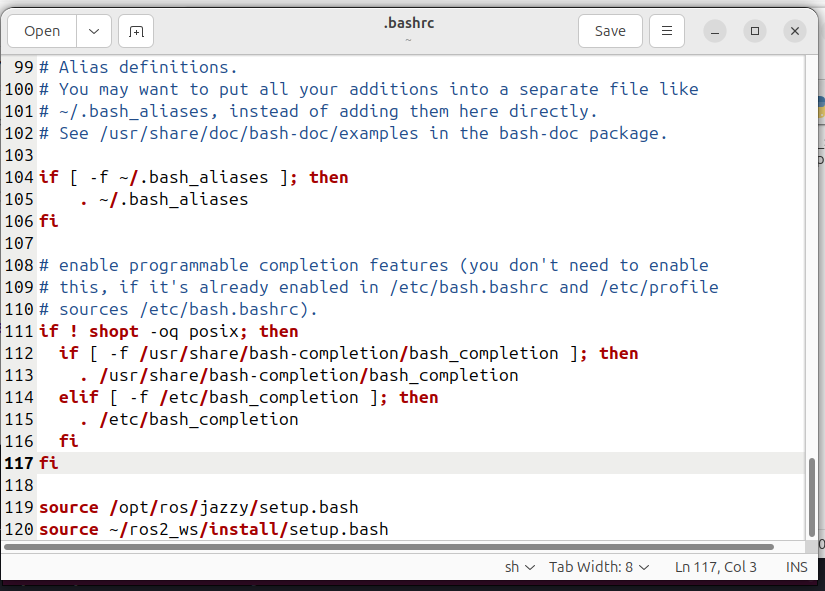 Open
.bashrc
~
Save
99 # Alias definitions.
100 # You may want to put all your additions into a separate file like
101 # ~/.bash_aliases, instead of adding them here directly.
102 # See /usr/share/doc/bash-doc/examples in the bash-doc package.
103
104 if [ -f ~/.bash_aliases ]; then
105     . ~/.bash_aliases
106 fi
107
108 # enable programmable completion features (you don't need to enable
109 # this, if it's already enabled in /etc/bash.bashrc and /etc/profile
110 # sources /etc/bash.bashrc).
111 if ! shopt -oq posix; then
112   if [ -f /usr/share/bash-completion/bash_completion ]; then
113     . /usr/share/bash-completion/bash_completion
114   elif [ -f /etc/bash_completion ]; then
115     . /etc/bash_completion
116   fi
117 fi
118
119 source /opt/ros/jazzy/setup.bash
120 source ~/ros2_ws/install/setup.bash
sh Tab Width: 8 Ln 117, Col 3 INS